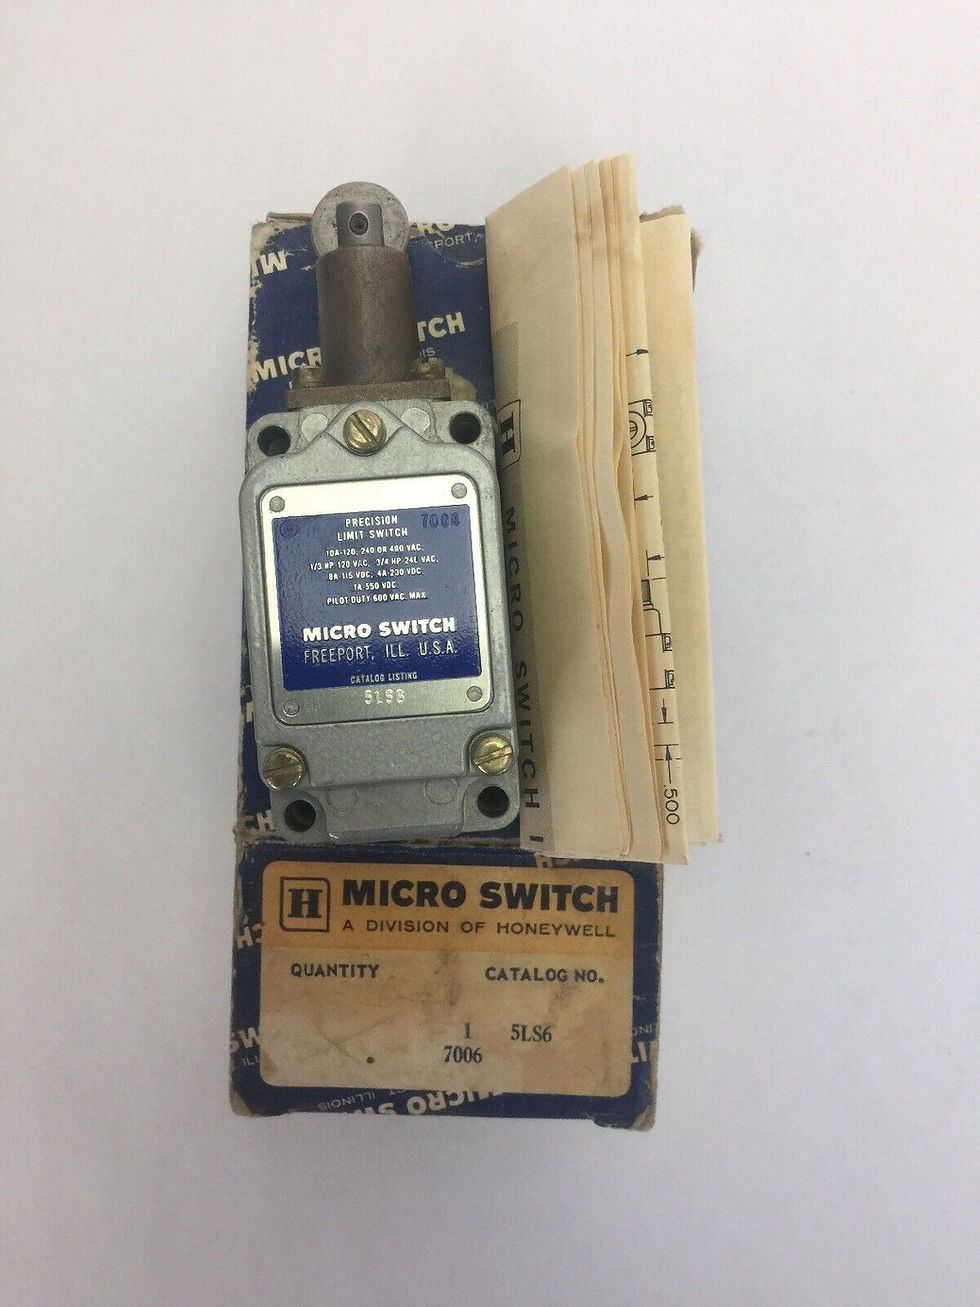 MICRO SWITCH
PRECISION 7004
LIMIT SWITCH
10A-120, 240 OR 480 VAC.
1/3 HP-120 VAC, 3/4 HP-240 VAC.
8A-115 VDC, .4A-230 VDC.
.1A-550 VDC.
PILOT DUTY 600 VAC. MAX.
MICRO SWITCH
FREEPORT, ILL. U.S.A.
CATALOG LISTING
5LS6
H MICRO SWITCH
.500
H MICRO SWITCH
A DIVISION OF HONEYWELL
QUANTITY CATALOG NO.
1 5LS6
7006
MICRO SW
ILLINOIS